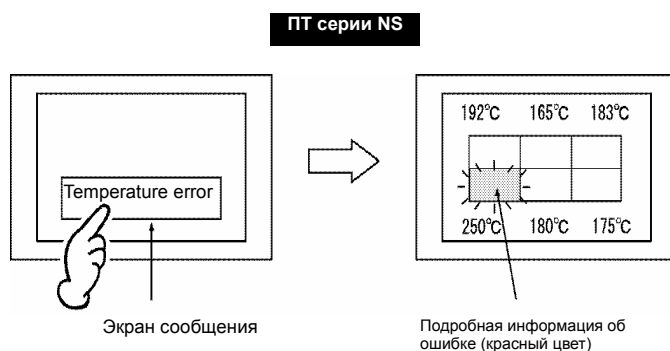 ПТ серии NS
Temperature error
Экран сообщения
192°C 165°C 183°C
250°C 180°C 175°C
Подробная информация об
ошибке (красный цвет)